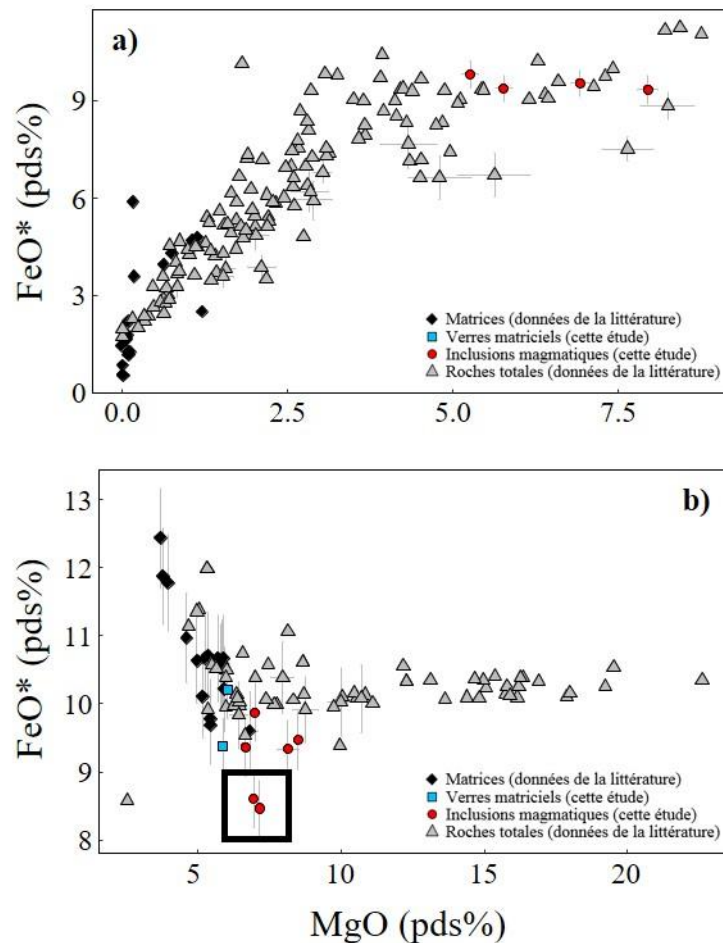 a)
FeO* (pds%)
9
6
3
0
Matrices (données de la littérature)
Verres matriciels (cette étude)
Inclusions magmatiques (cette étude)
Roches totales (données de la littérature)
0.0 2.5 5.0 7.5
b)
FeO* (pds%)
13
12
11
10
9
8
Matrices (données de la littérature)
Verres matriciels (cette étude)
Inclusions magmatiques (cette étude)
Roches totales (données de la littérature)
5 10 15 20
MgO (pds%)